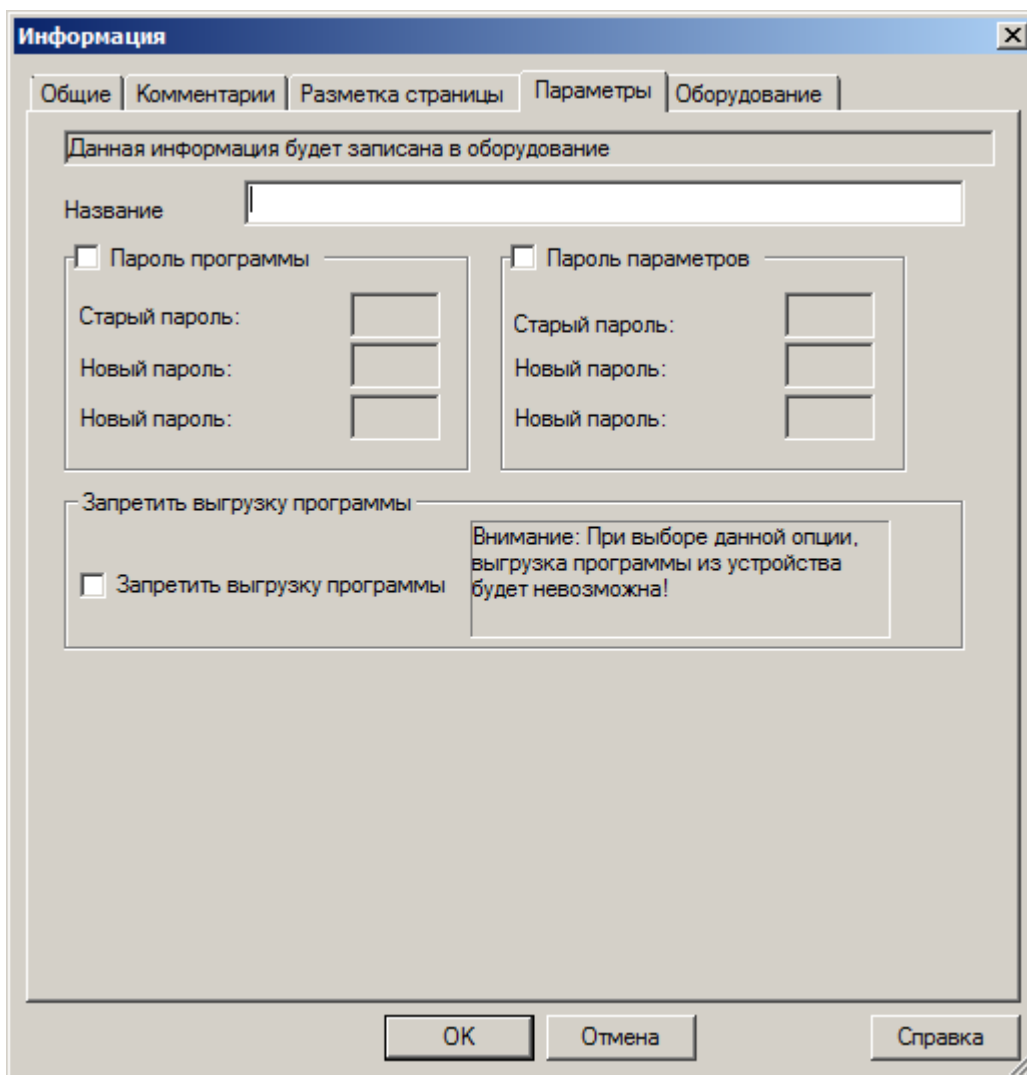 Информация
Общие Комментарии Разметка страницы Параметры Оборудование
Данная информация будет записана в оборудование
Название
Пароль программы
Старый пароль:
Новый пароль:
Новый пароль:
Пароль параметров
Старый пароль:
Новый пароль:
Новый пароль:
Запретить выгрузку программы
Запретить выгрузку программы
Внимание: При выборе данной опции,
выгрузка программы из устройства
будет невозможна!
OK Отмена Справка